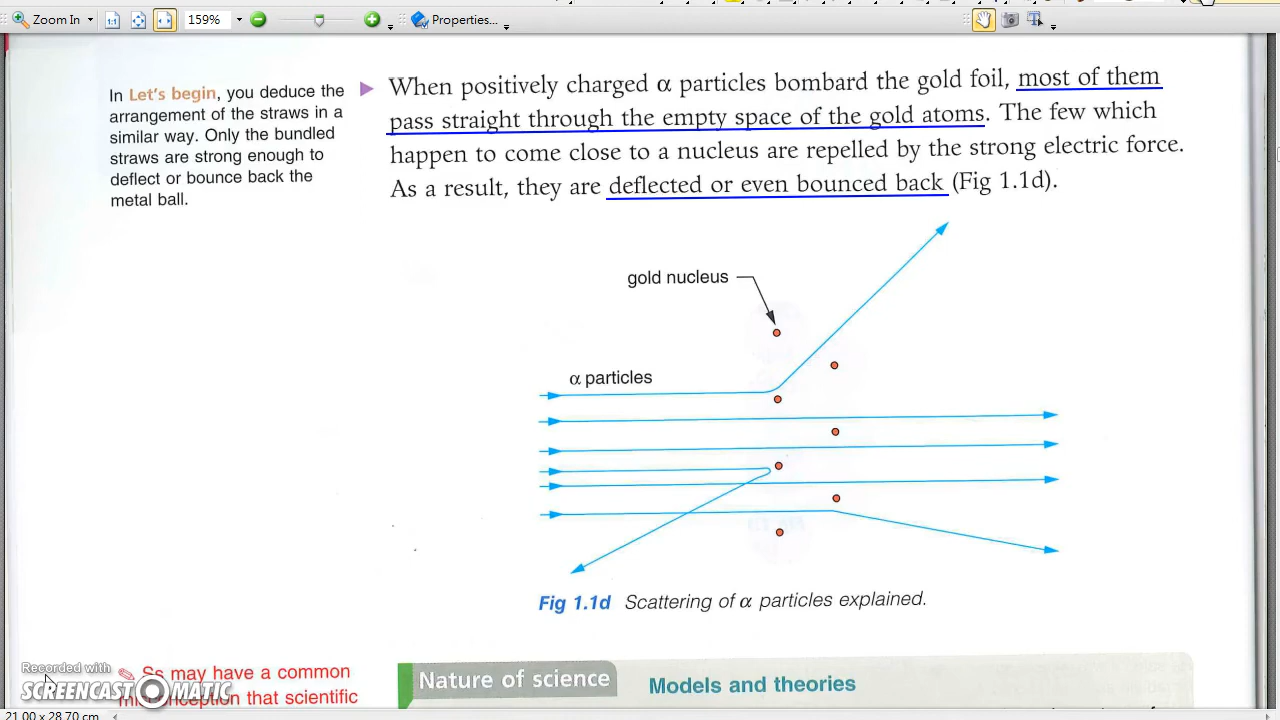 Zoom In
159%
Properties...
In Let's begin, you deduce the
arrangement of the straws in a
similar way. Only the bundled
straws are strong enough to
deflect or bounce back the
metal ball.
When positively charged α particles bombard the gold foil, most of them
pass straight through the empty space of the gold atoms. The few which
happen to come close to a nucleus are repelled by the strong electric force.
As a result, they are deflected or even bounced back (Fig 1.1d).
gold nucleus
α particles
Fig 1.1d Scattering of α particles explained.
Ss may have a common
misconception that scientific
Nature of science
Models and theories
Recorded with
SCREENCAST MATIC
21.00 x 28.70 cm